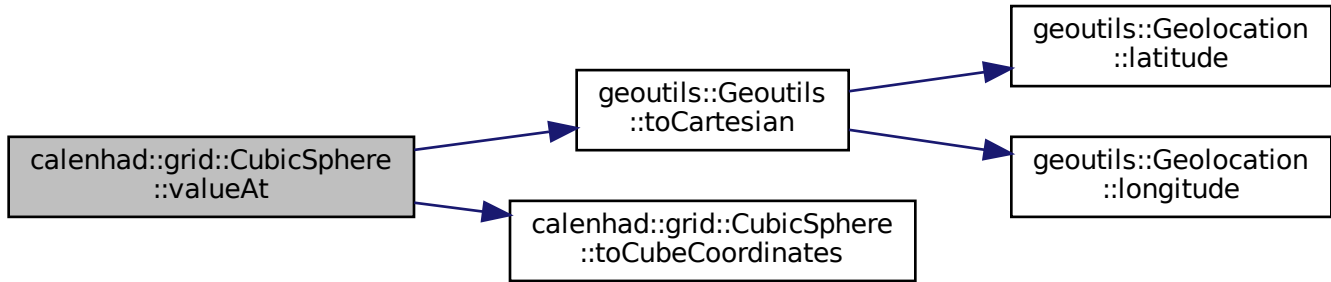 calenhad::grid::CubicSphere
::valueAt
geoutils::Geoutils
::toCartesian
geoutils::Geolocation
::latitude
geoutils::Geolocation
::longitude
calenhad::grid::CubicSphere
::toCubeCoordinates